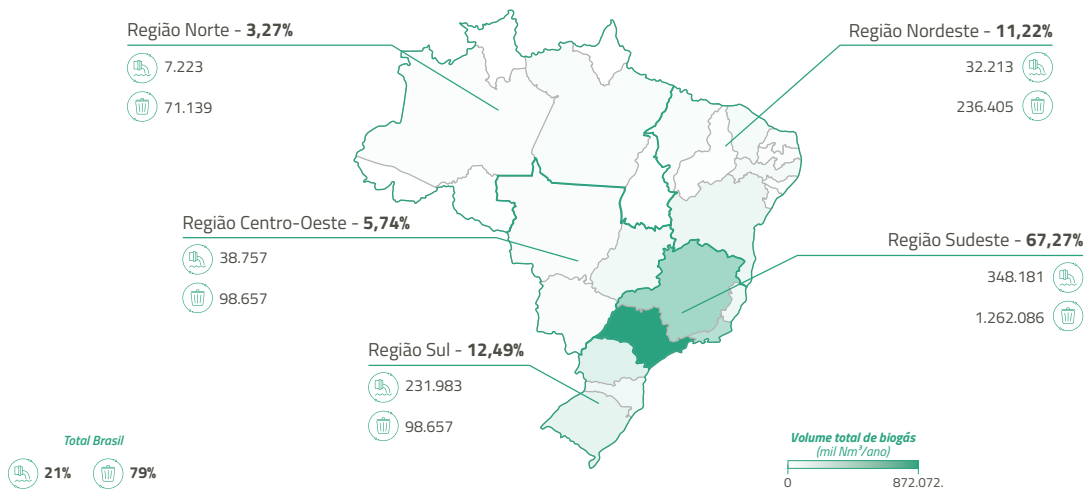 Região Norte - 3,27%
7.223
71.139
Região Nordeste - 11,22%
32.213
236.405
Região Centro-Oeste - 5,74%
38.757
98.657
Região Sudeste - 67,27%
348.181
1.262.086
Região Sul - 12,49%
231.983
98.657
Total Brasil
21% 79%
Volume total de biogás
(mil Nm³/ano)
0 872.072.